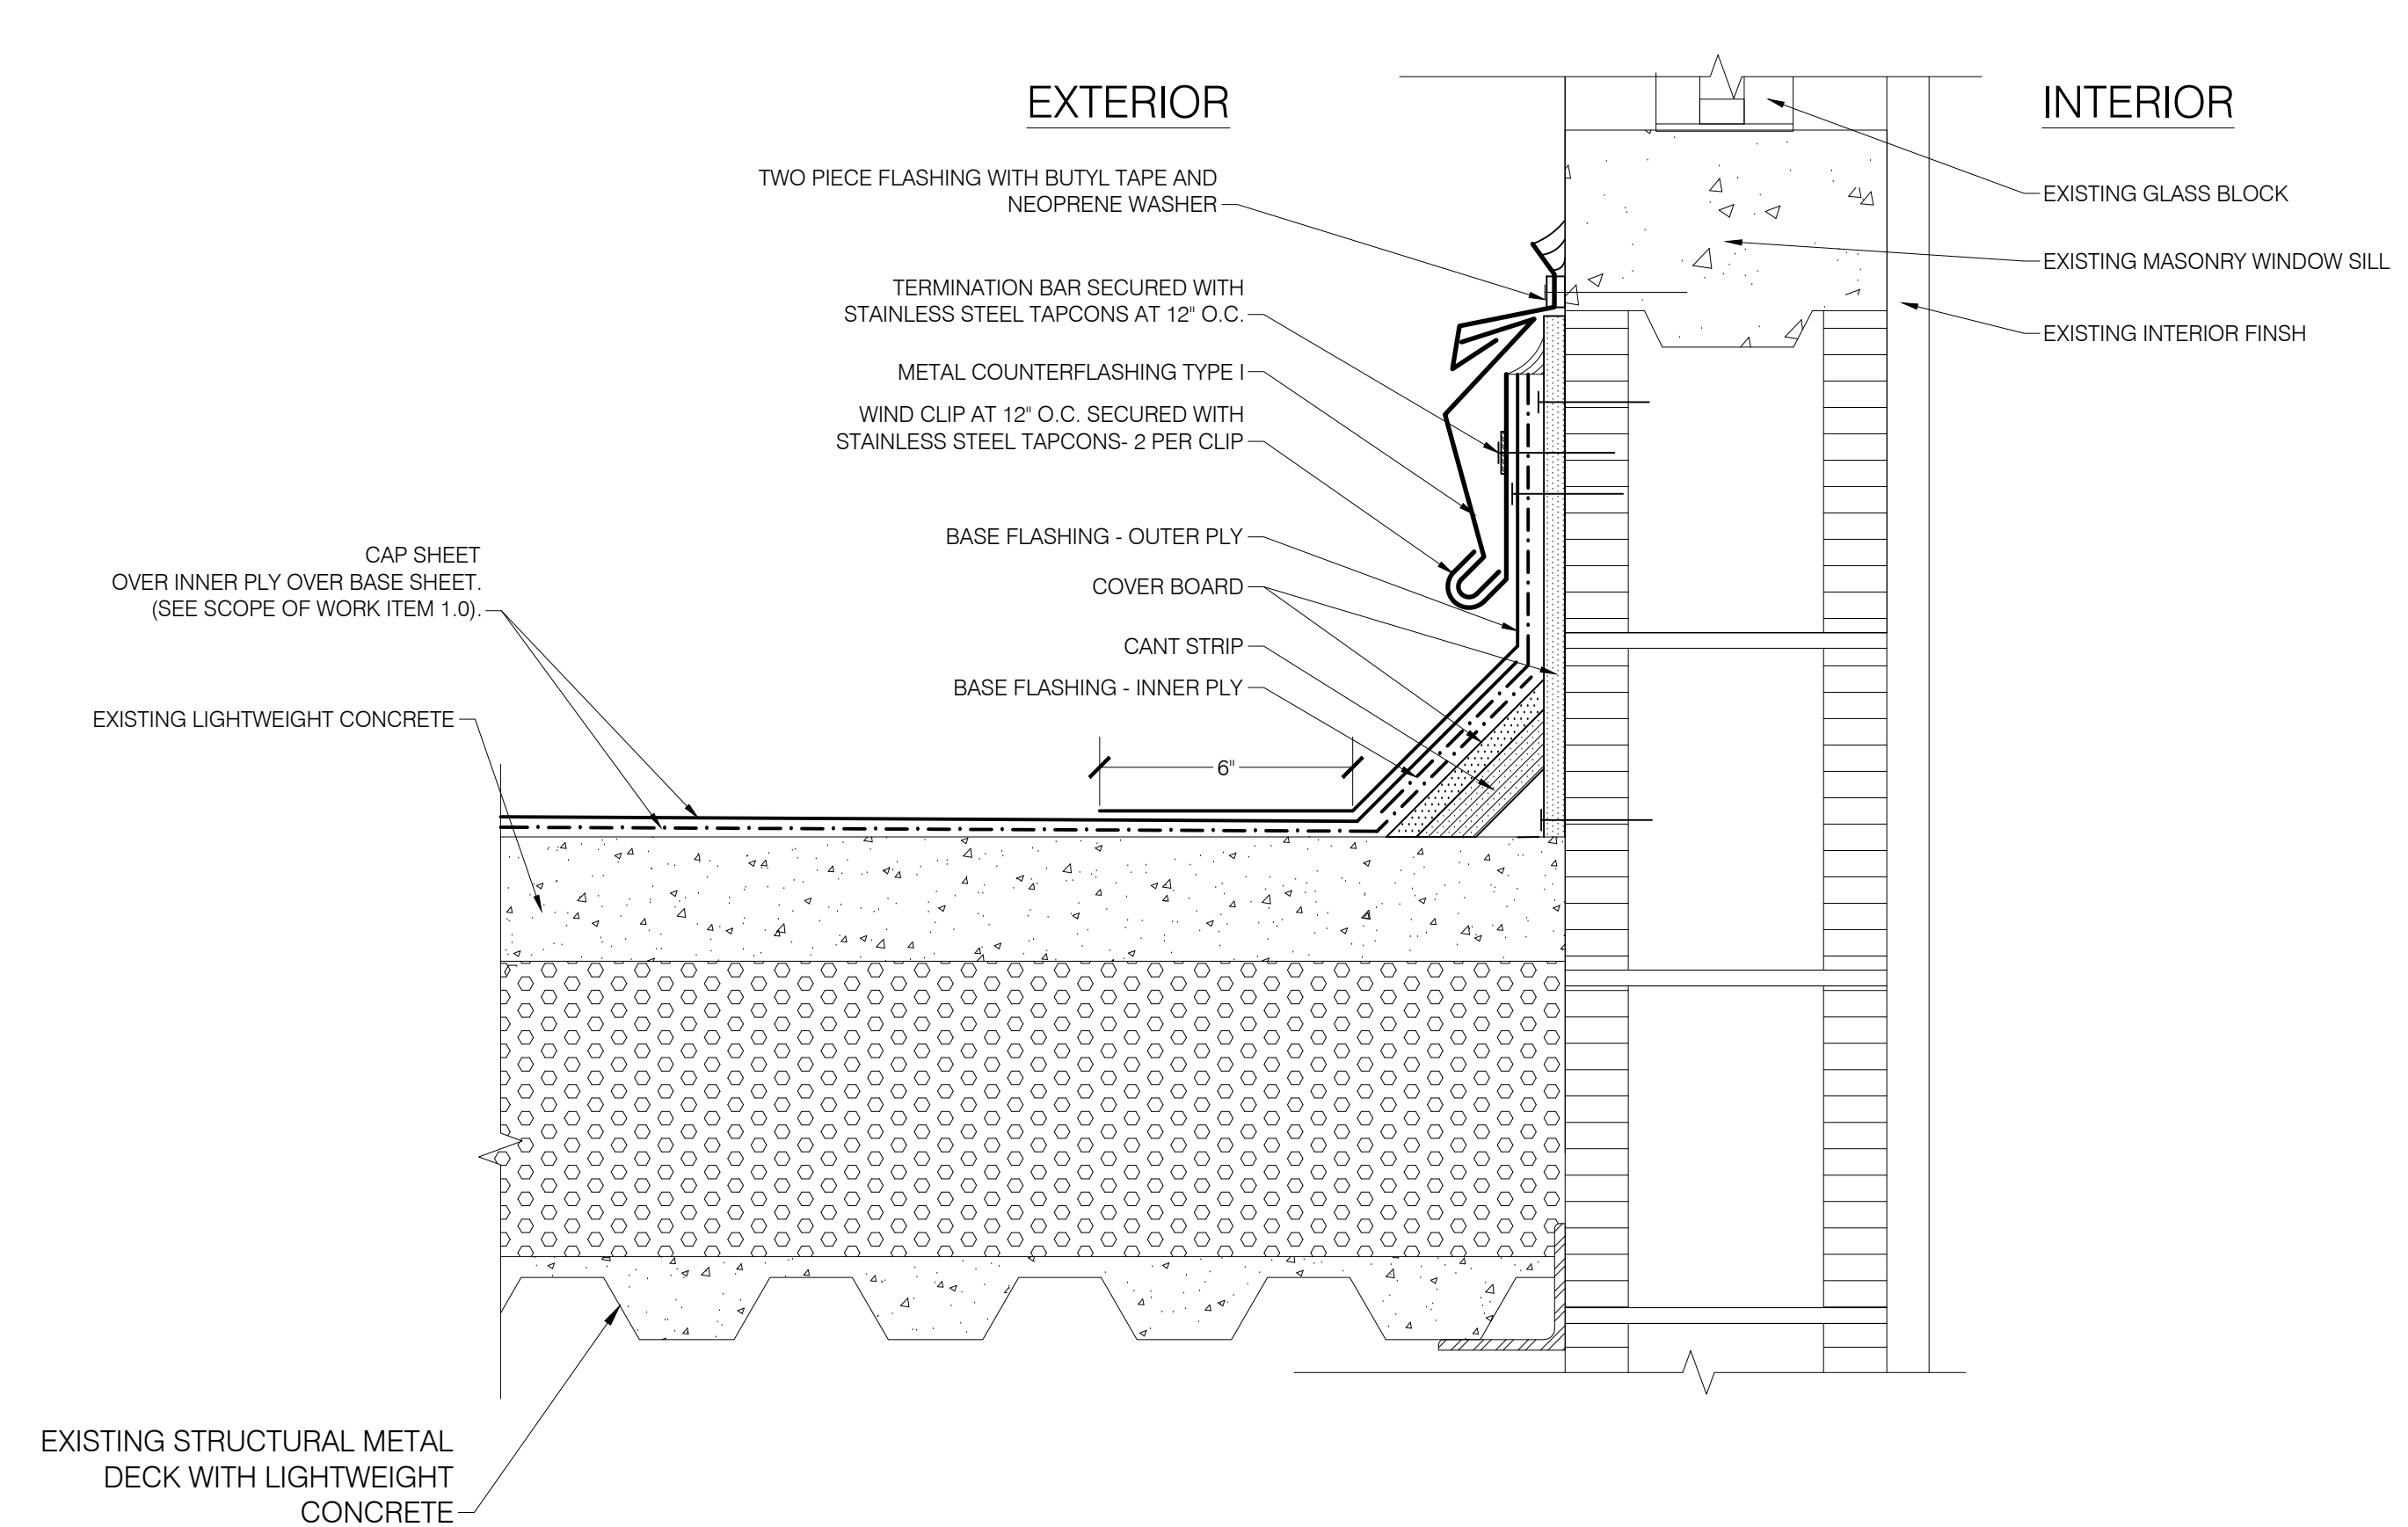 EXTERIOR
INTERIOR
TWO PIECE FLASHING WITH BUTYL TAPE AND
NEOPRENE WASHER
TERMINATION BAR SECURED WITH
STAINLESS STEEL TAPCONS AT 12" O.C.
METAL COUNTERFLASHING TYPE I
WIND CLIP AT 12" O.C. SECURED WITH
STAINLESS STEEL TAPCONS- 2 PER CLIP
BASE FLASHING - OUTER PLY
COVER BOARD
CANT STRIP
BASE FLASHING - INNER PLY
6"
EXISTING GLASS BLOCK
EXISTING MASONRY WINDOW SILL
EXISTING INTERIOR FINSH
CAP SHEET
OVER INNER PLY OVER BASE SHEET.
(SEE SCOPE OF WORK ITEM 1.0).
EXISTING LIGHTWEIGHT CONCRETE
EXISTING STRUCTURAL METAL
DECK WITH LIGHTWEIGHT
CONCRETE